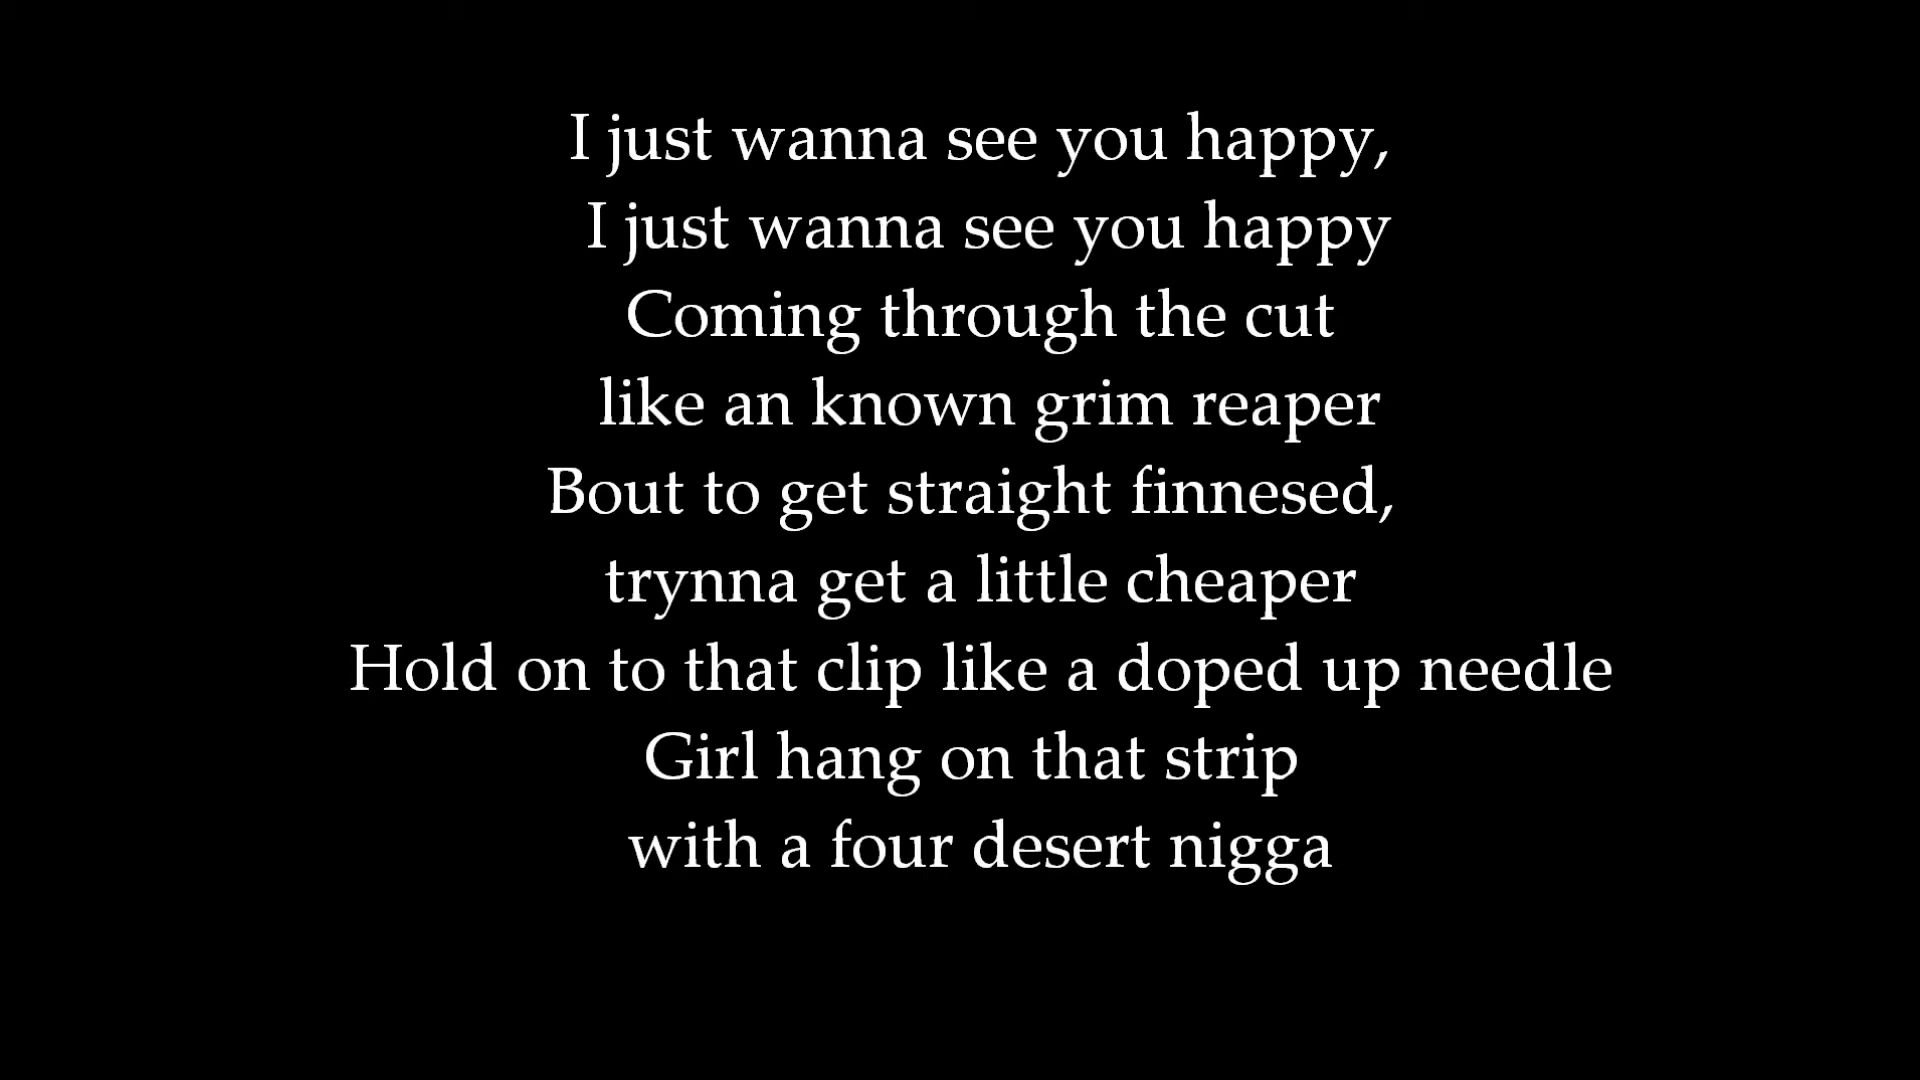 I just wanna see you happy,
I just wanna see you happy
Coming through the cut
like an known grim reaper
Bout to get straight finnesed,
trynna get a little cheaper
Hold on to that clip like a doped up needle
Girl hang on that strip
with a four desert nigga